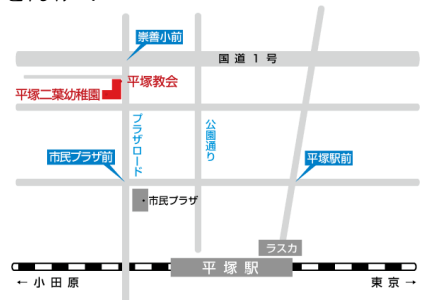 崇善小前
国道1号
平塚教会
平塚二葉幼稚園
プラザロード
公園通り
市民プラザ前
平塚駅前
市民プラザ
ラスカ
平塚駅
← 小田原
東京 →